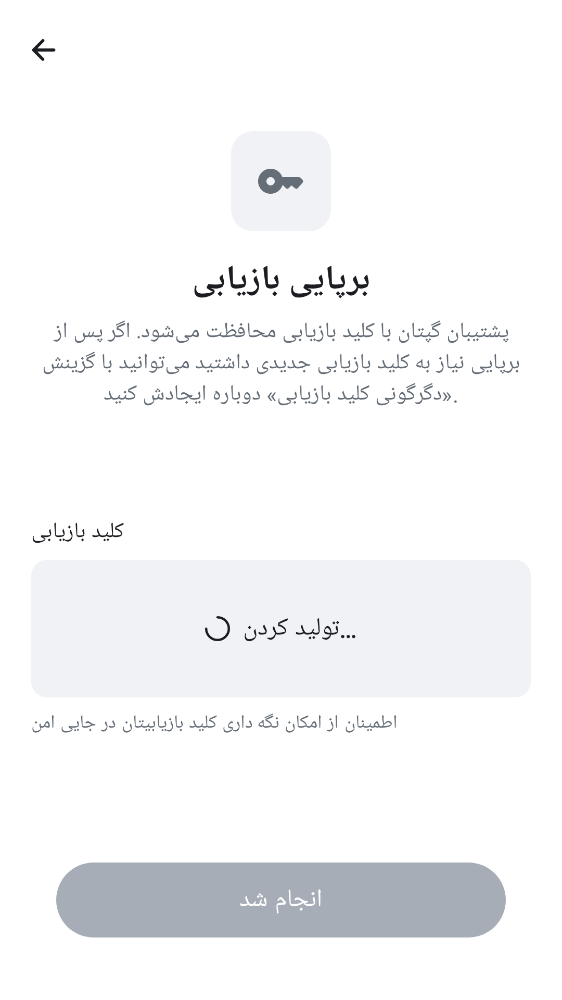 برپایی بازیابی
پشتیبان گپتان با کلید بازیابی محافظت می‌شود. اگر پس از
برپایی نیاز به کلید بازیابی جدیدی داشتید می‌توانید با گزینش
«دگرگونی کلید بازیابی» دوباره ایجادش کنید.
کلید بازیابی
تولید کردن...
اطمینان از امکان نگه داری کلید بازیابیتان در جایی امن
انجام شد